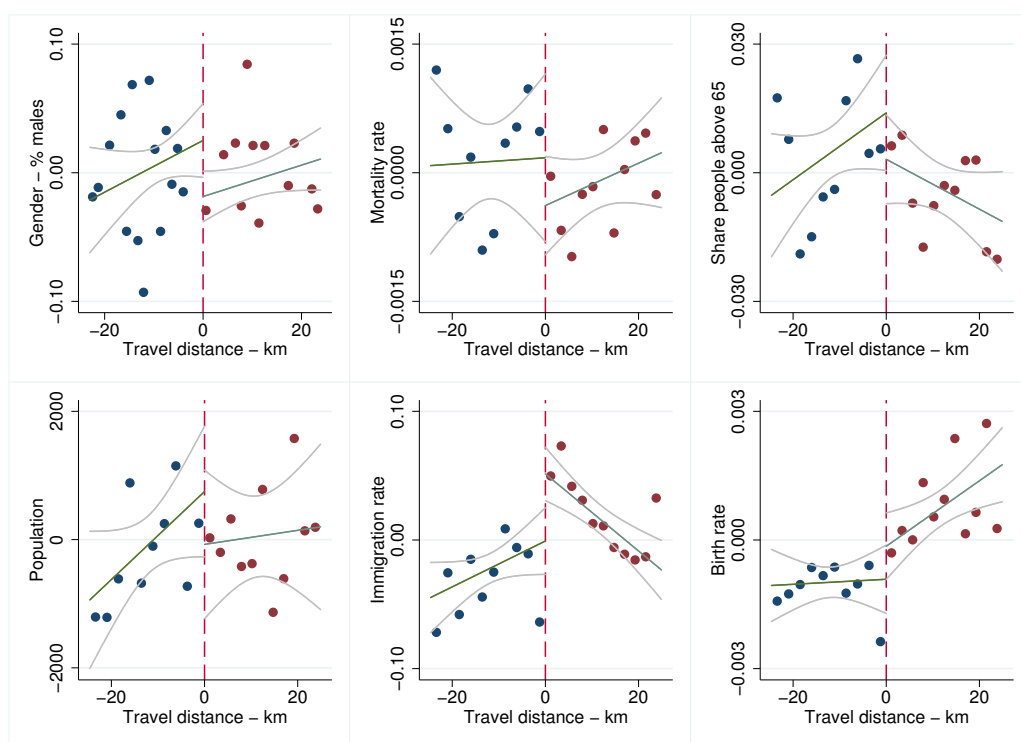 Gender − % males
0.10
0.00
−0.10
−20 0 20
Travel distance − km
Mortality rate
0.0015
0.000
−0.0015
−20 0 20
Travel distance − km
Share people above 65
0.030
0.000
−0.030
−20 0 20
Travel distance − km
Population
2000
0
−2000
−20 0 20
Travel distance − km
Immigration rate
0.10
0.00
−0.10
−20 0 20
Travel distance − km
Birth rate
0.003
0.000
−0.003
−20 0 20
Travel distance − km